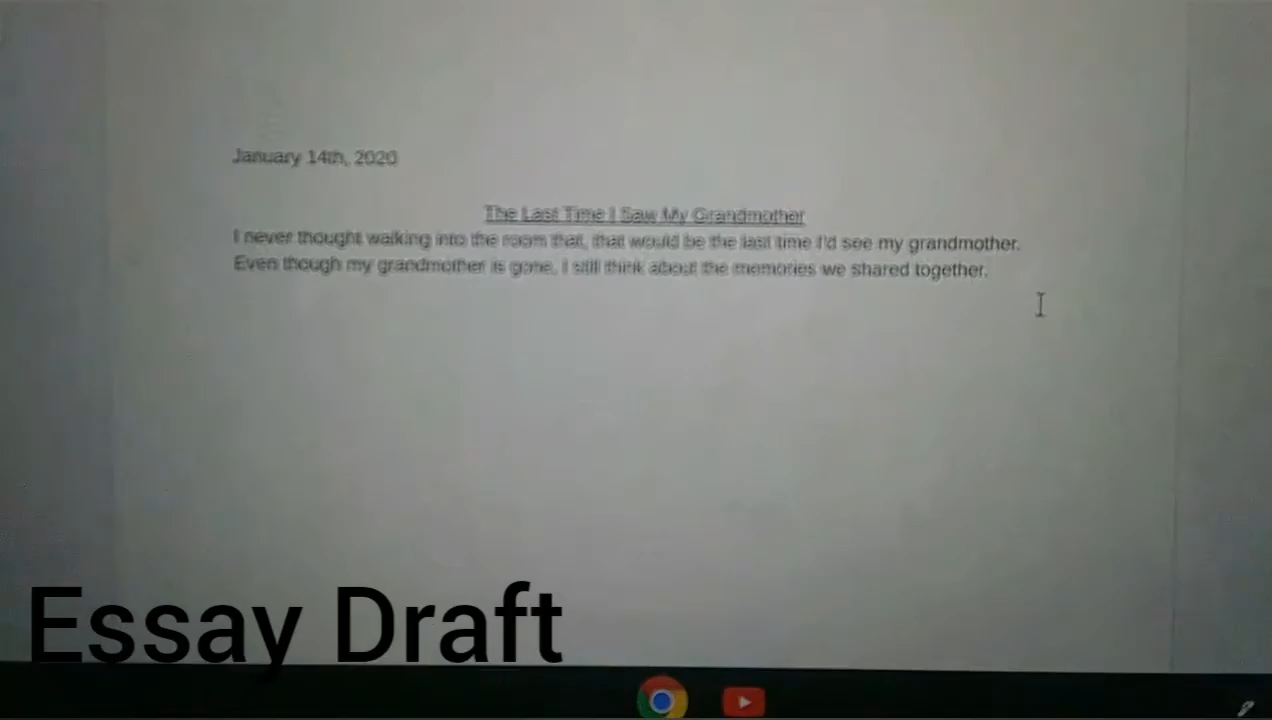 January 14th, 2020
The Last Time I Saw My Grandmother
I never thought walking into the room that, that would be the last time I'd see my grandmother.
Even though my grandmother is gone, I still think about the memories we shared together.
Essay Draft